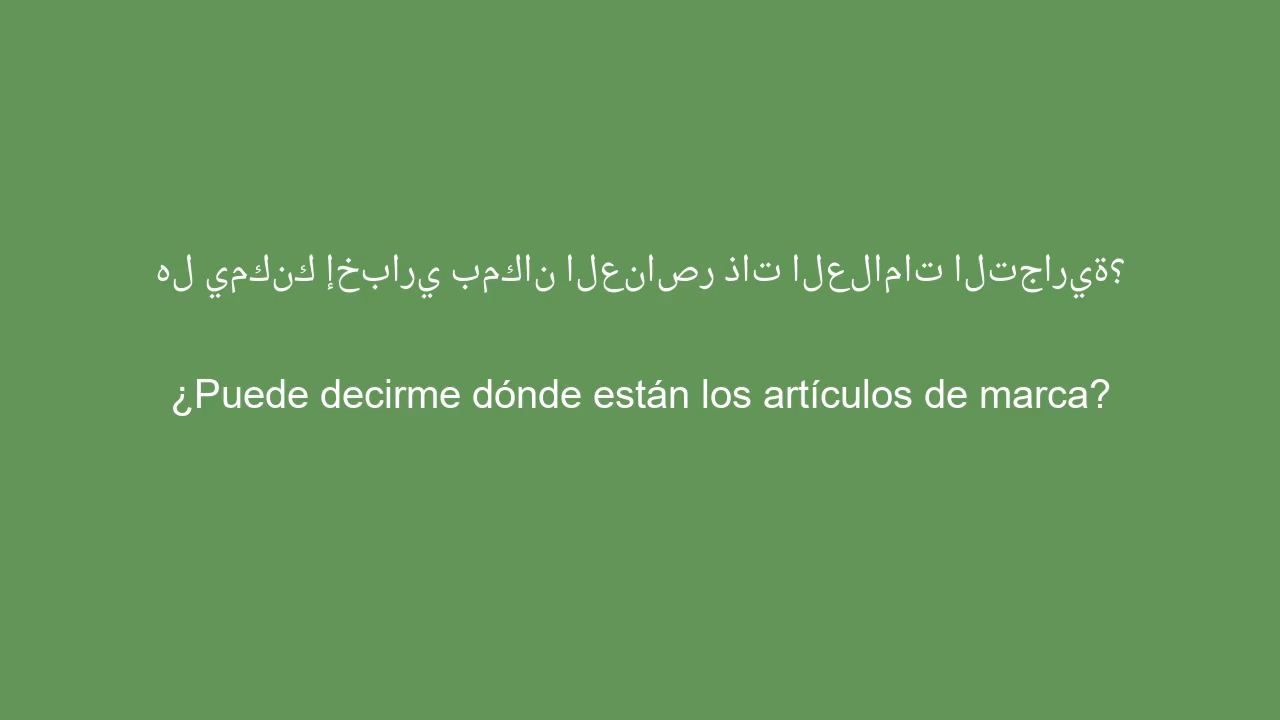 هل يمكنك إخباري بمكان العناصر ذات العلامات التجارية؟
¿Puede decirme dónde están los artículos de marca?